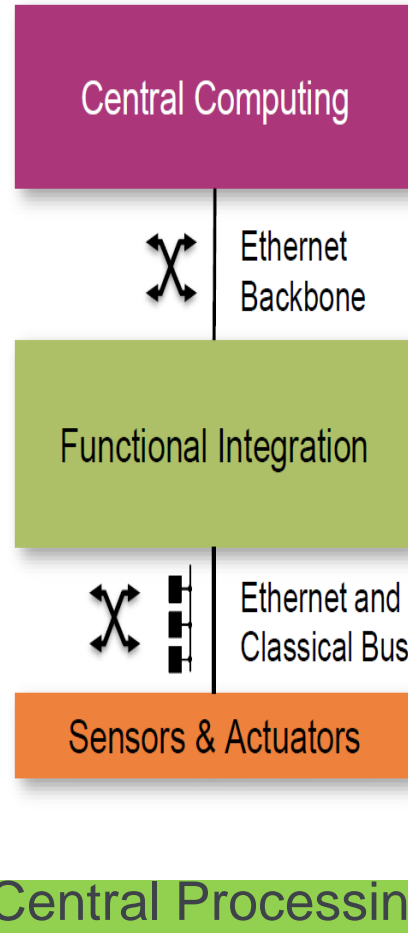 Central Computing
Ethernet
Backbone
Functional Integration
Ethernet and
Classical Bus
Sensors & Actuators
Central Processin